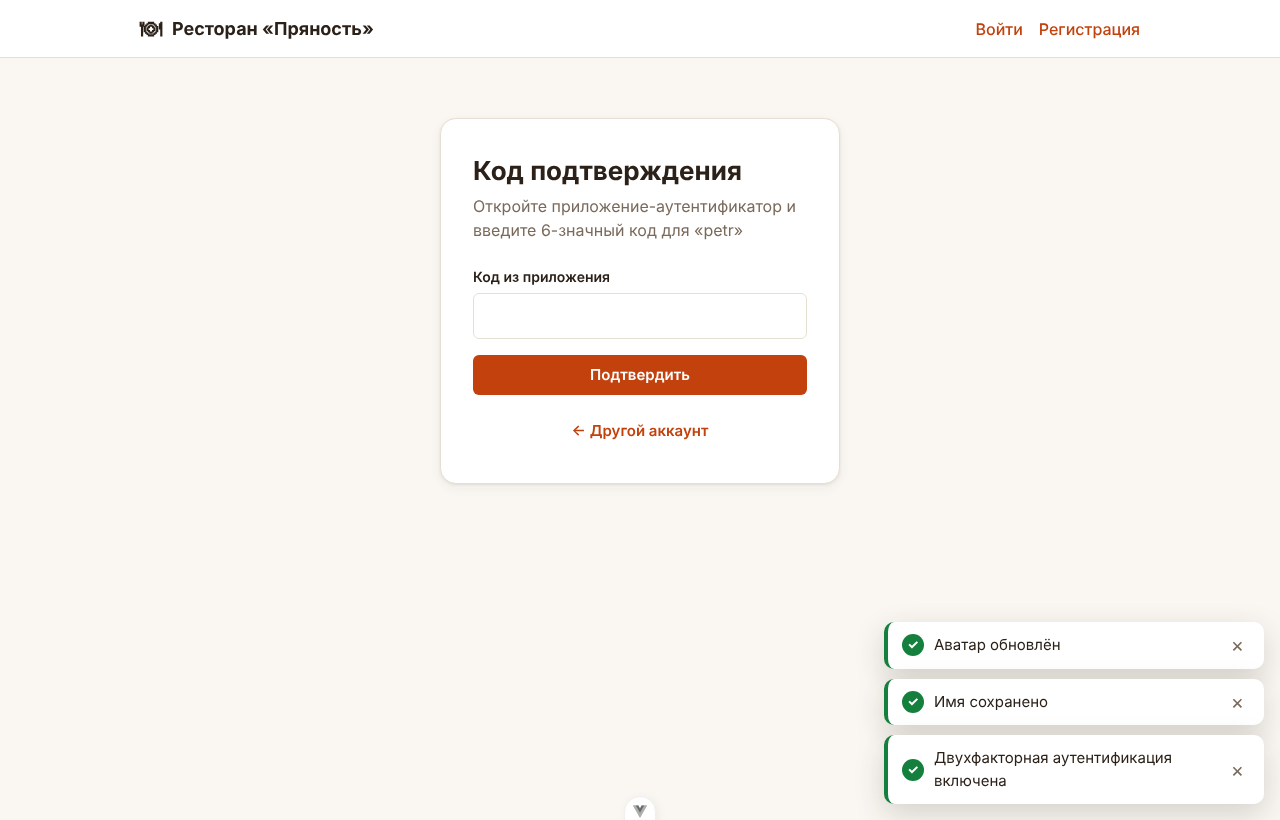 Ресторан «Пряность»
Войти Регистрация
Код подтверждения
Откройте приложение-аутентификатор и
введите 6-значный код для «petr»
Код из приложения
Подтвердить
← Другой аккаунт
Аватар обновлён
Имя сохранено
Двухфакторная аутентификация
включена